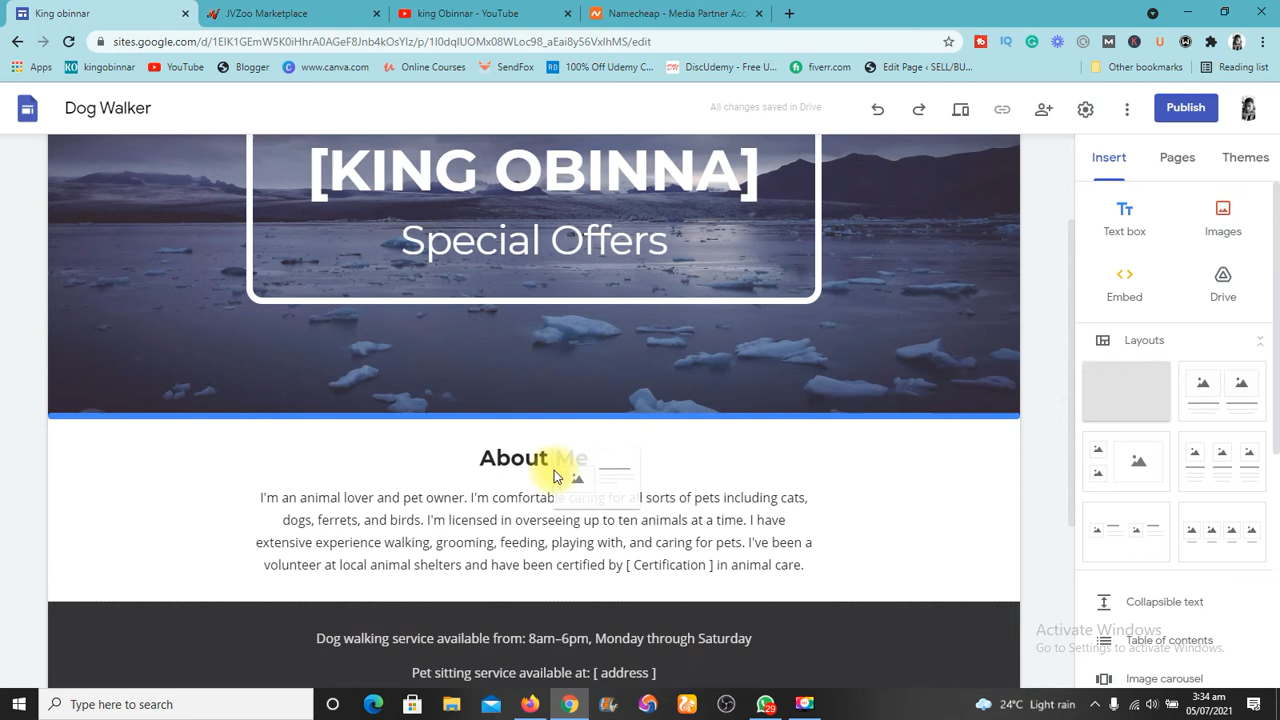 King obinnar
JVZoo Marketplace
king Obinnar - YouTube
Namecheap - Media Partner Acc
sites.google.com/d/1EIK1GEmW5K0iHhrA0AGeF8Jnb4kOsYIz/p/1I0dqIUOMx08WLoc98_aEai8y56VxIhMS/edit
Apps
kingobinnar
YouTube
Blogger
www.canva.com
Online Courses
SendFox
100% Off Udemy C...
DiscUdemy - Free U...
fiverr.com
Edit Page ‹ SELL/BU...
Other bookmarks
Reading list
Dog Walker
All changes saved in Drive
Publish
[KING OBINNA]
Special Offers
Insert
Pages
Themes
Text box
Images
Embed
Drive
Layouts
About Me
I'm an animal lover and pet owner. I'm comfortable caring for all sorts of pets including cats,
dogs, ferrets, and birds. I'm licensed in overseeing up to ten animals at a time. I have
extensive experience walking, grooming, feeding, playing with, and caring for pets. I've been a
volunteer at local animal shelters and have been certified by [ Certification ] in animal care.
Dog walking service available from: 8am–6pm, Monday through Saturday
Pet sitting service available at: [ address ]
Collapsible text
Table of contents
Image carousel
Activate Windows
Go to Settings to activate Windows.
Type here to search
29
24°C Light rain
3:34 am
05/07/2021